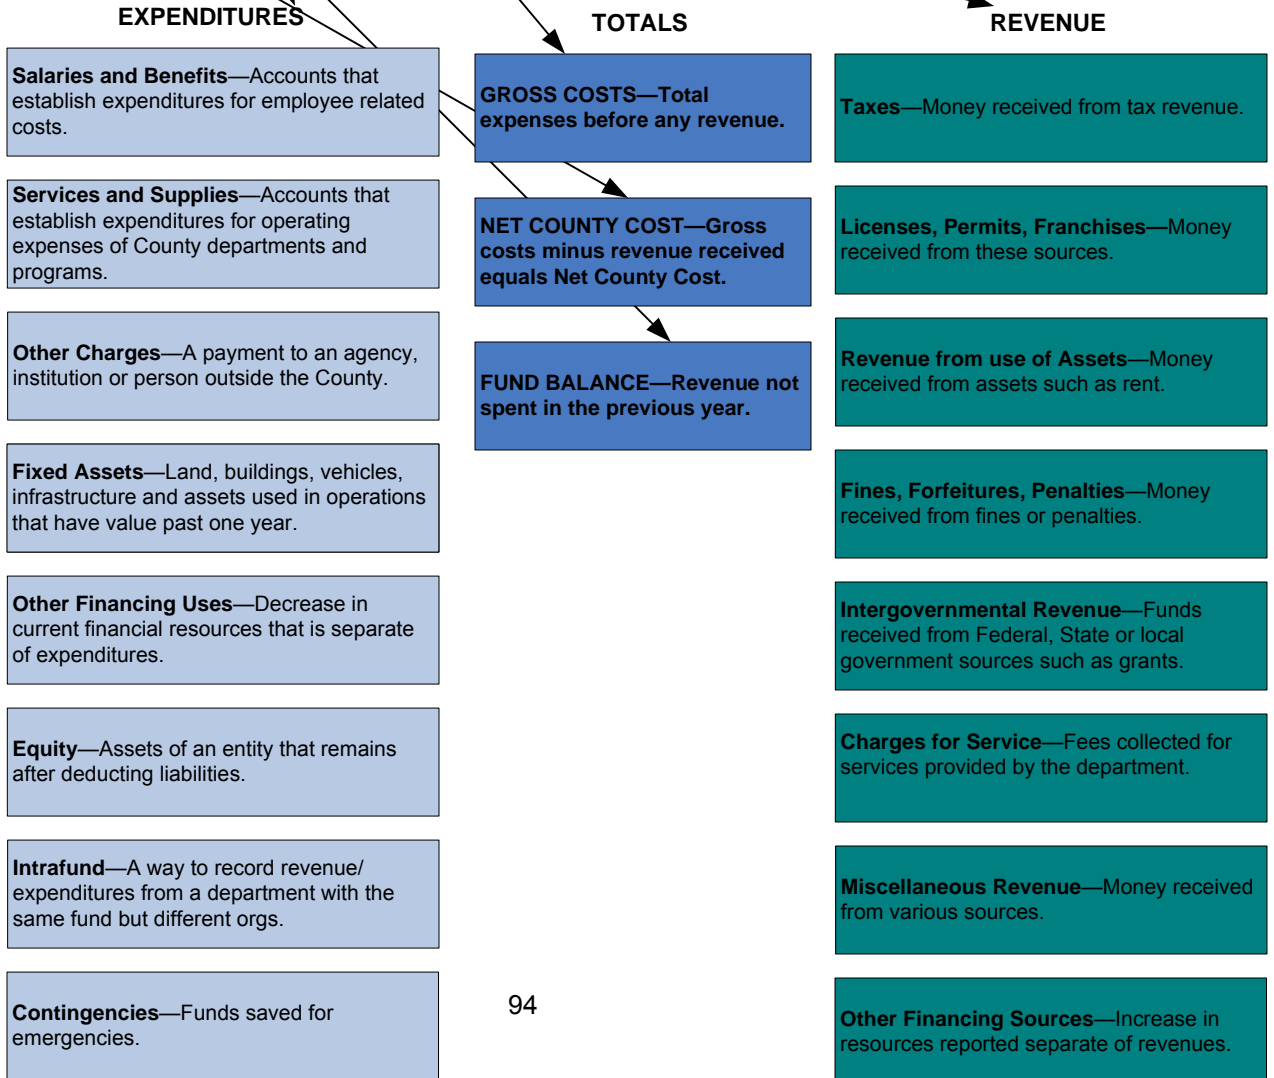 EXPENDITURES
Salaries and Benefits—Accounts that
establish expenditures for employee related
costs.
Services and Supplies—Accounts that
establish expenditures for operating
expenses of County departments and
programs.
Other Charges—A payment to an agency,
institution or person outside the County.
Fixed Assets—Land, buildings, vehicles,
infrastructure and assets used in operations
that have value past one year.
Other Financing Uses—Decrease in
current financial resources that is separate
of expenditures.
Equity—Assets of an entity that remains
after deducting liabilities.
Intrafund—A way to record revenue/
expenditures from a department with the
same fund but different orgs.
Contingencies—Funds saved for
emergencies.
TOTALS
GROSS COSTS—Total
expenses before any revenue.
NET COUNTY COST—Gross
costs minus revenue received
equals Net County Cost.
FUND BALANCE—Revenue not
spent in the previous year.
94
REVENUE
Taxes—Money received from tax revenue.
Licenses, Permits, Franchises—Money
received from these sources.
Revenue from use of Assets—Money
received from assets such as rent.
Fines, Forfeitures, Penalties—Money
received from fines or penalties.
Intergovernmental Revenue—Funds
received from Federal, State or local
government sources such as grants.
Charges for Service—Fees collected for
services provided by the department.
Miscellaneous Revenue—Money received
from various sources.
Other Financing Sources—Increase in
resources reported separate of revenues.